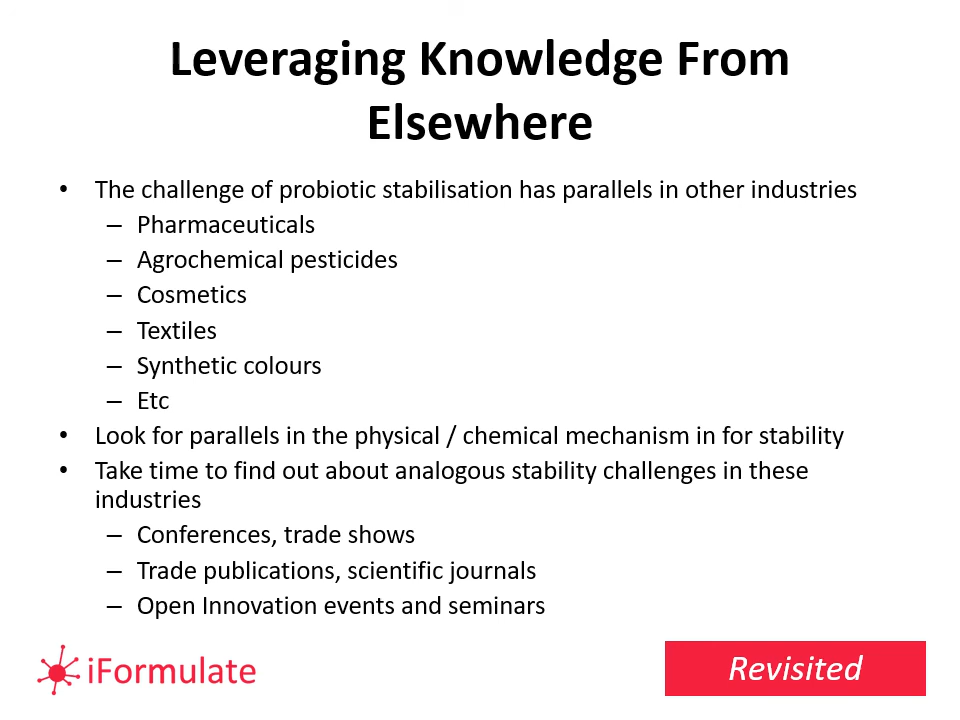 Leveraging Knowledge From
Elsewhere
• The challenge of probiotic stabilisation has parallels in other industries
– Pharmaceuticals
– Agrochemical pesticides
– Cosmetics
– Textiles
– Synthetic colours
– Etc
• Look for parallels in the physical / chemical mechanism in for stability
• Take time to find out about analogous stability challenges in these
industries
– Conferences, trade shows
– Trade publications, scientific journals
– Open Innovation events and seminars
iFormulate
Revisited